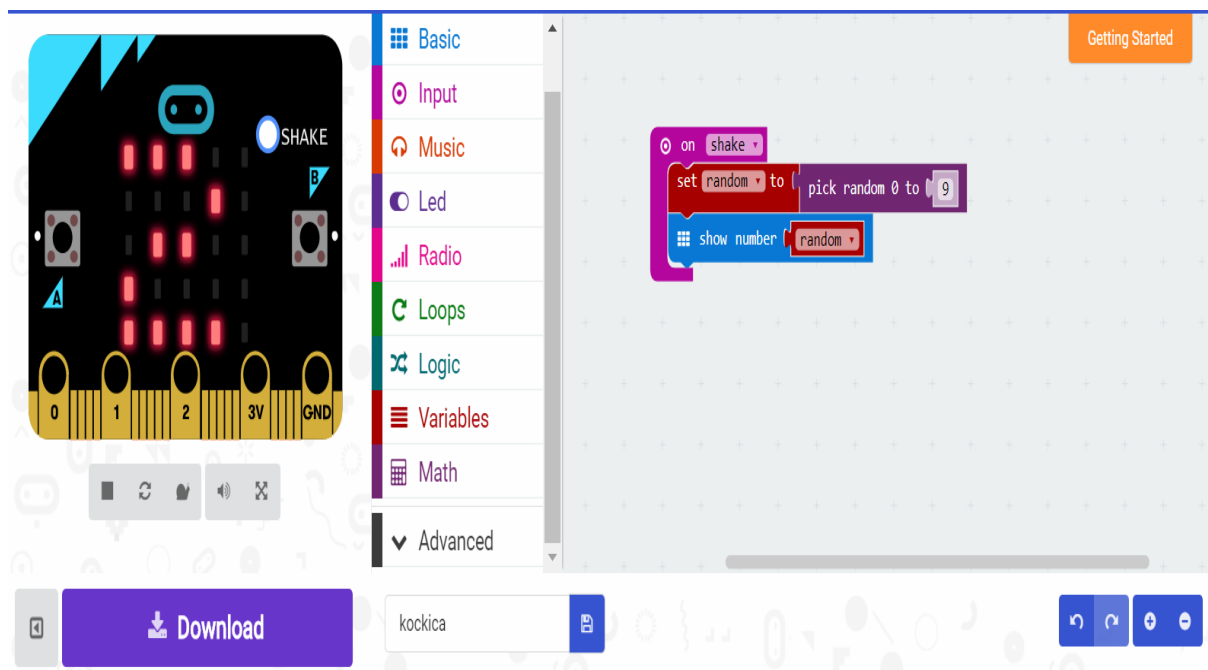 SHAKE
B
A
0 1 2 3V GND
Basic
Input
Music
Led
Radio
Loops
Logic
Variables
Math
Advanced
Getting Started
on shake
set random to pick random 0 to 9
show number random
Download
kockica